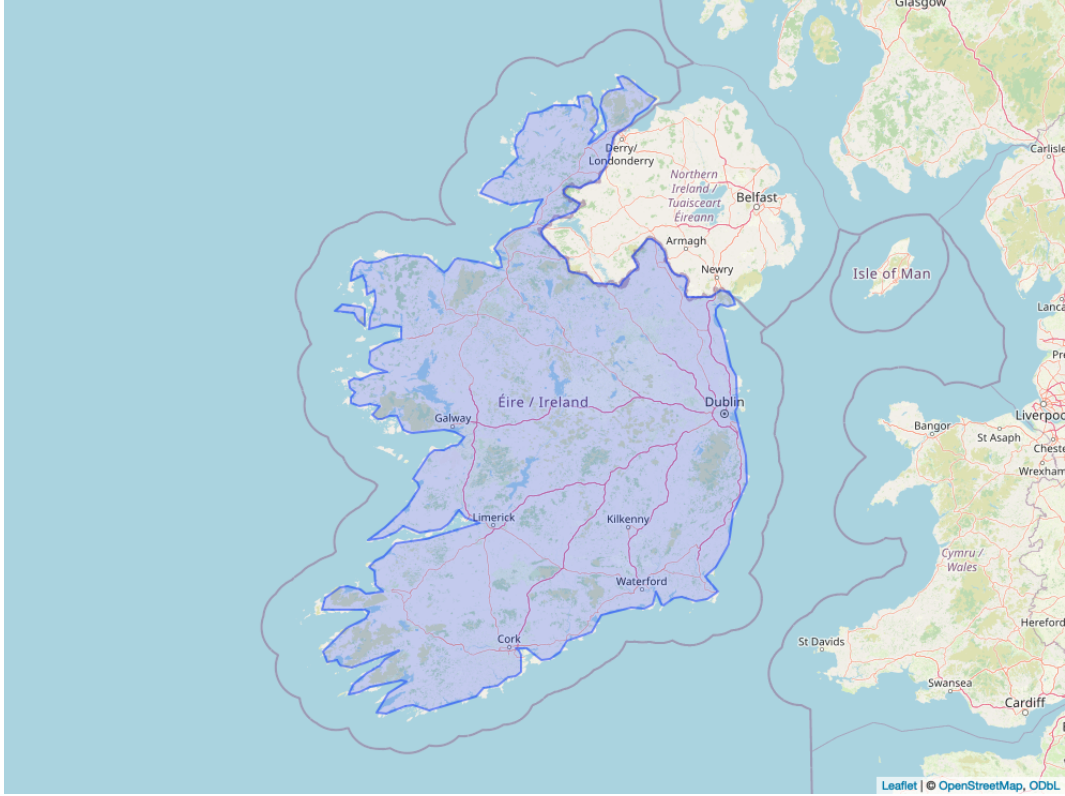 Glasgow
Carlisle
Derry/
Londonderry
Northern
Ireland /
Tuaisceart
Éireann
Belfast
Armagh
Newry
Isle of Man
Lanca
Pre
Éire / Ireland
Dublin
Galway
Liverpoo
Bangor
St Asaph
Cheste
Wrexham
Limerick
Kilkenny
Cymru /
Wales
Waterford
Hereford
St Davids
Cork
Swansea
Cardiff
Leaflet | © OpenStreetMap, ODbL